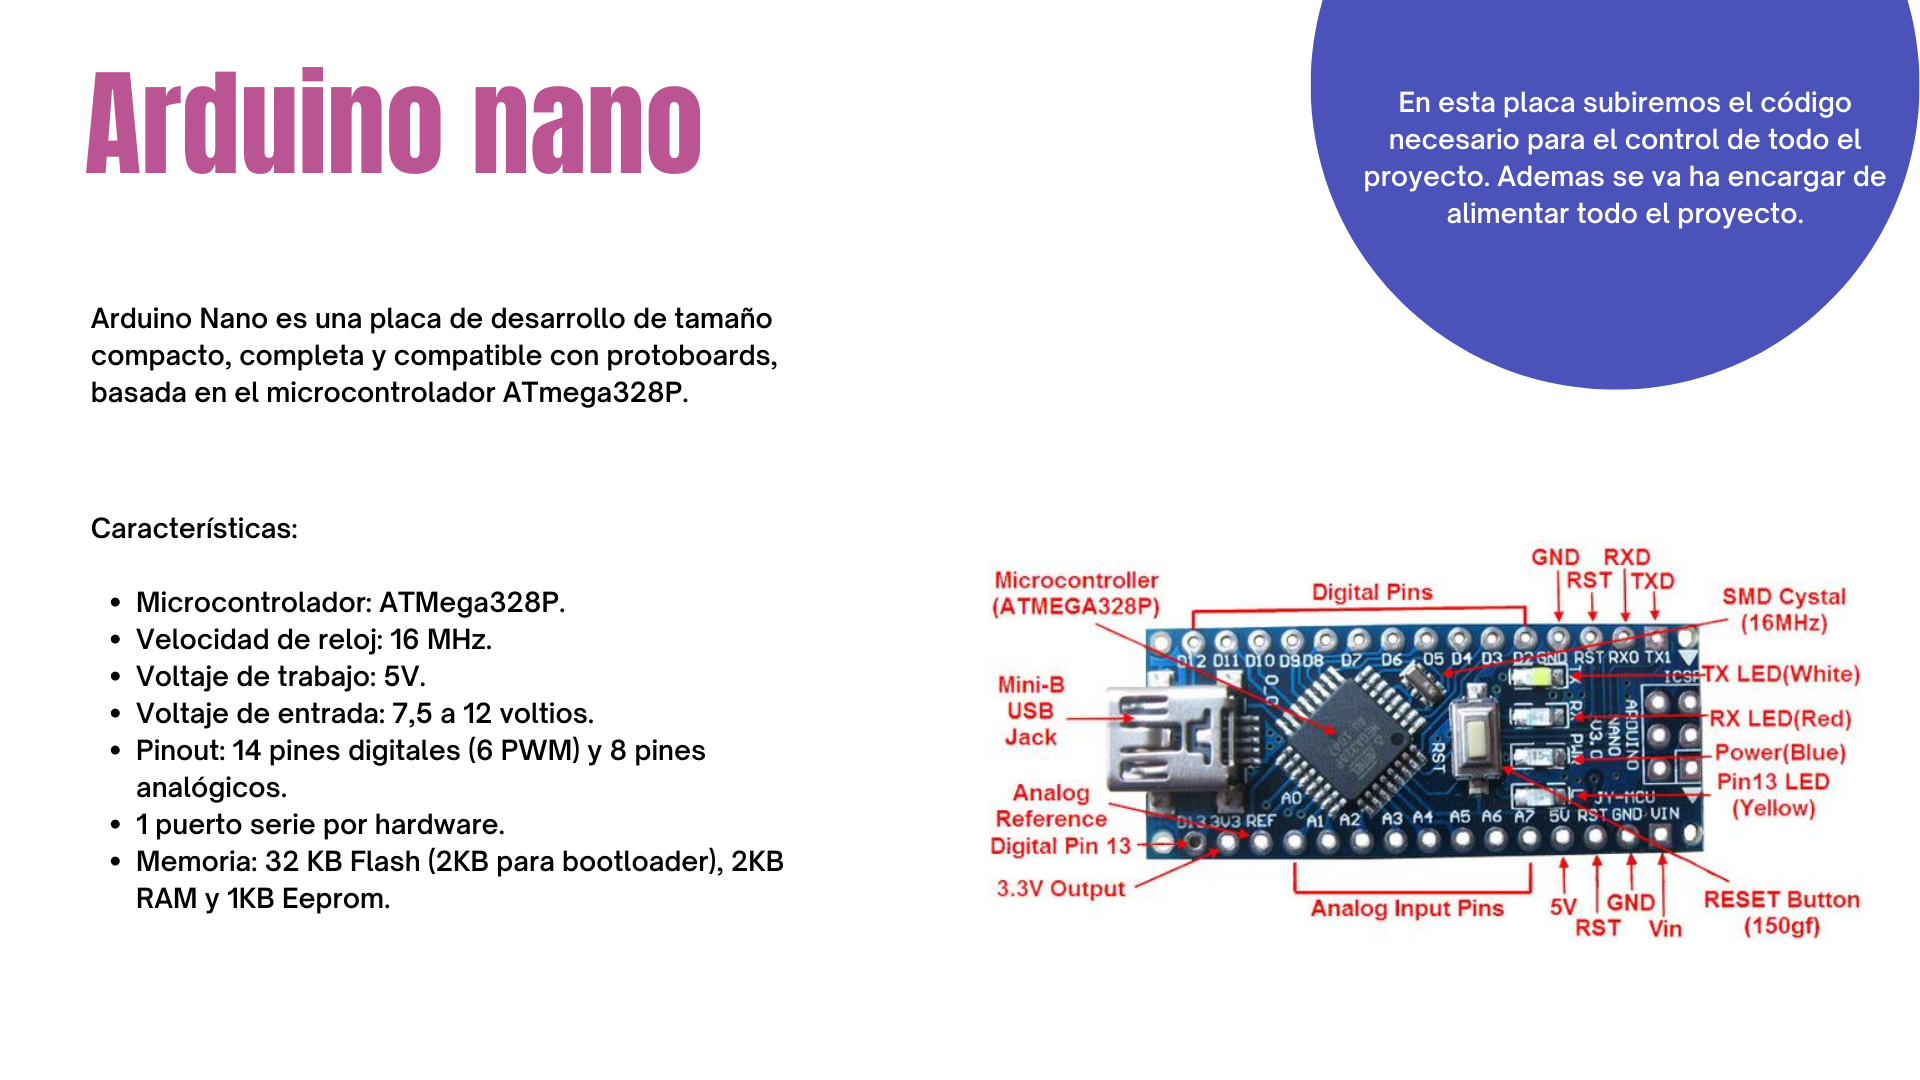 Arduino nano
En esta placa subiremos el código
necesario para el control de todo el
proyecto. Ademas se va ha encargar de
alimentar todo el proyecto.
Arduino Nano es una placa de desarrollo de tamaño
compacto, completa y compatible con protoboards,
basada en el microcontrolador ATmega328P.
Características:
• Microcontrolador: ATMega328P.
• Velocidad de reloj: 16 MHz.
• Voltaje de trabajo: 5V.
• Voltaje de entrada: 7,5 a 12 voltios.
• Pinout: 14 pines digitales (6 PWM) y 8 pines
analógicos.
• 1 puerto serie por hardware.
• Memoria: 32 KB Flash (2KB para bootloader), 2KB
RAM y 1KB Eeprom.
Microcontroller
(ATMEGA328P)
Digital Pins
GND RXD
RST TXD
SMD Cystal
(16MHz)
D12 D11 D10 D9 D8 D7 D6 D5 D4 D3 D2 GND RST RX0 TX1
Mini-B
USB
Jack
TX LED(White)
RX LED(Red)
Power(Blue)
Pin13 LED
(Yellow)
ICSP
TX
RX
PWR
L
RST
ARDUINO
NANO
V3.0
JY-MCU
A0
D13 3V3 REF A1 A2 A3 A4 A5 A6 A7 5V RST GND VIN
Analog
Reference
Digital Pin 13
3.3V Output
Analog Input Pins
5V GND
RST Vin
RESET Button
(150gf)